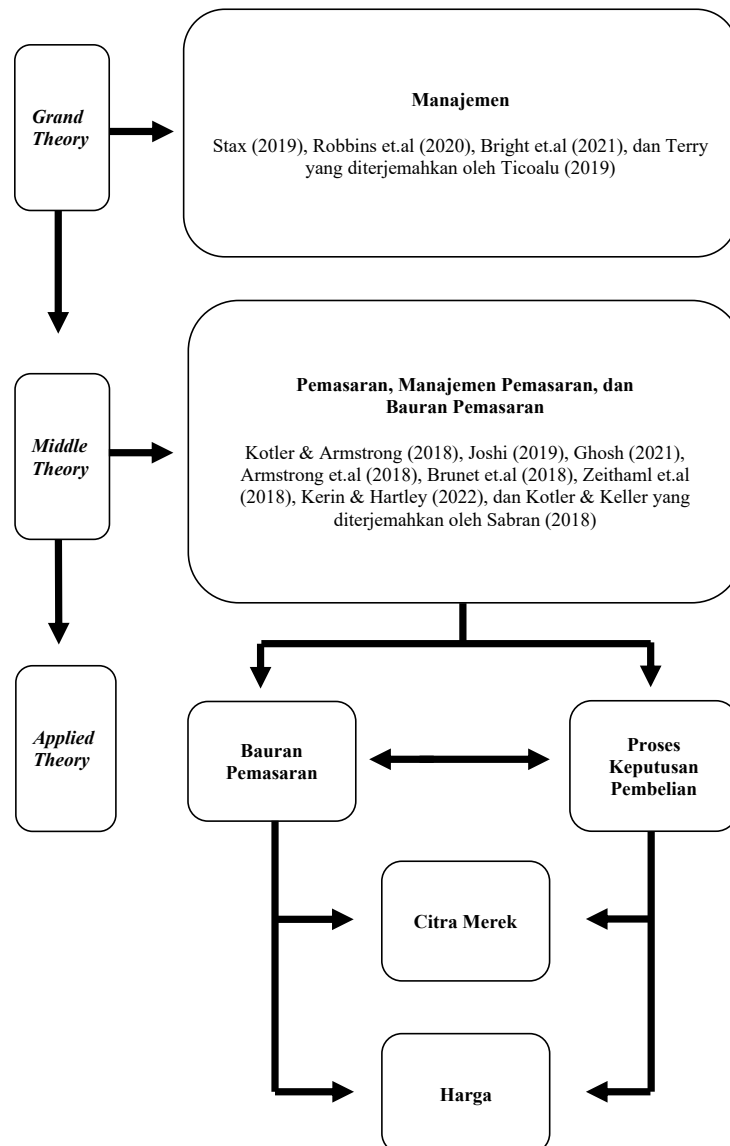 Grand
Theory
Manajemen
Stax (2019), Robbins et.al (2020), Bright et.al (2021), dan Terry
yang diterjemahkan oleh Ticoalu (2019)
Middle
Theory
Pemasaran, Manajemen Pemasaran, dan
Bauran Pemasaran
Kotler & Armstrong (2018), Joshi (2019), Ghosh (2021),
Armstrong et.al (2018), Brunet et.al (2018), Zeithaml et.al
(2018), Kerin & Hartley (2022), dan Kotler & Keller yang
diterjemahkan oleh Sabran (2018)
Applied
Theory
Bauran
Pemasaran
Proses
Keputusan
Pembelian
Citra Merek
Harga